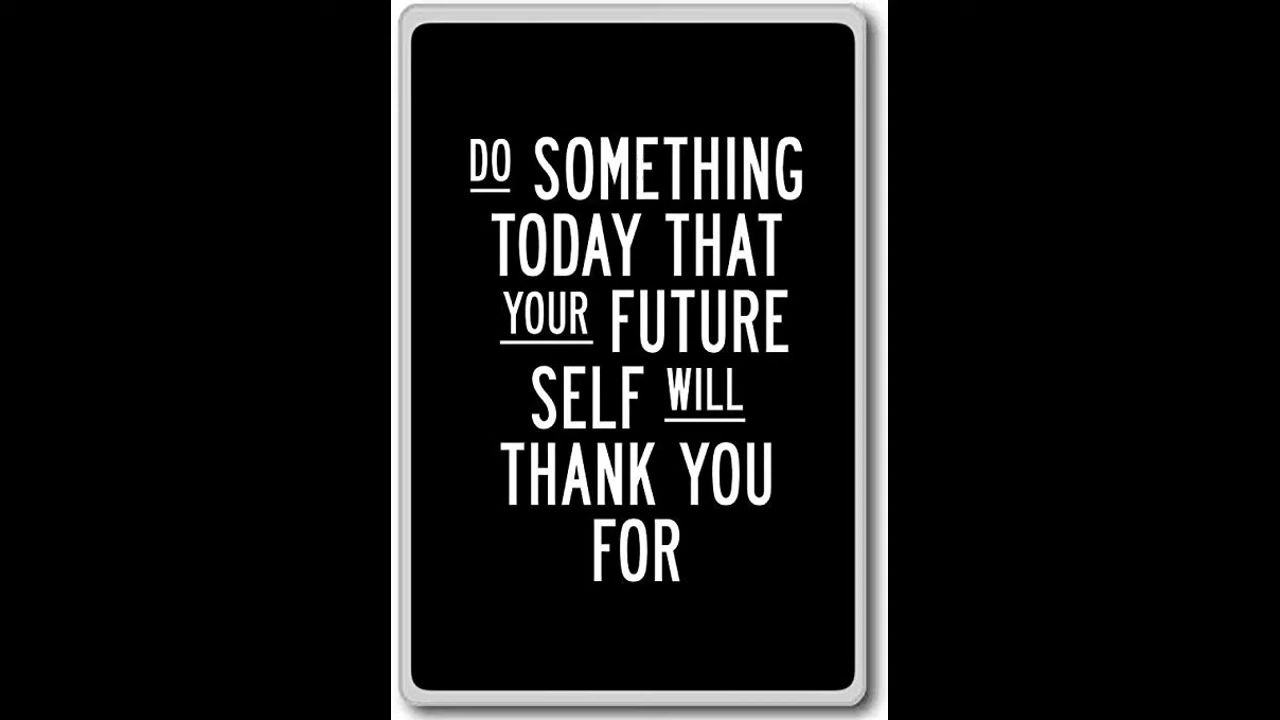 DO SOMETHING
TODAY THAT
YOUR FUTURE
SELF WILL
THANK YOU
FOR